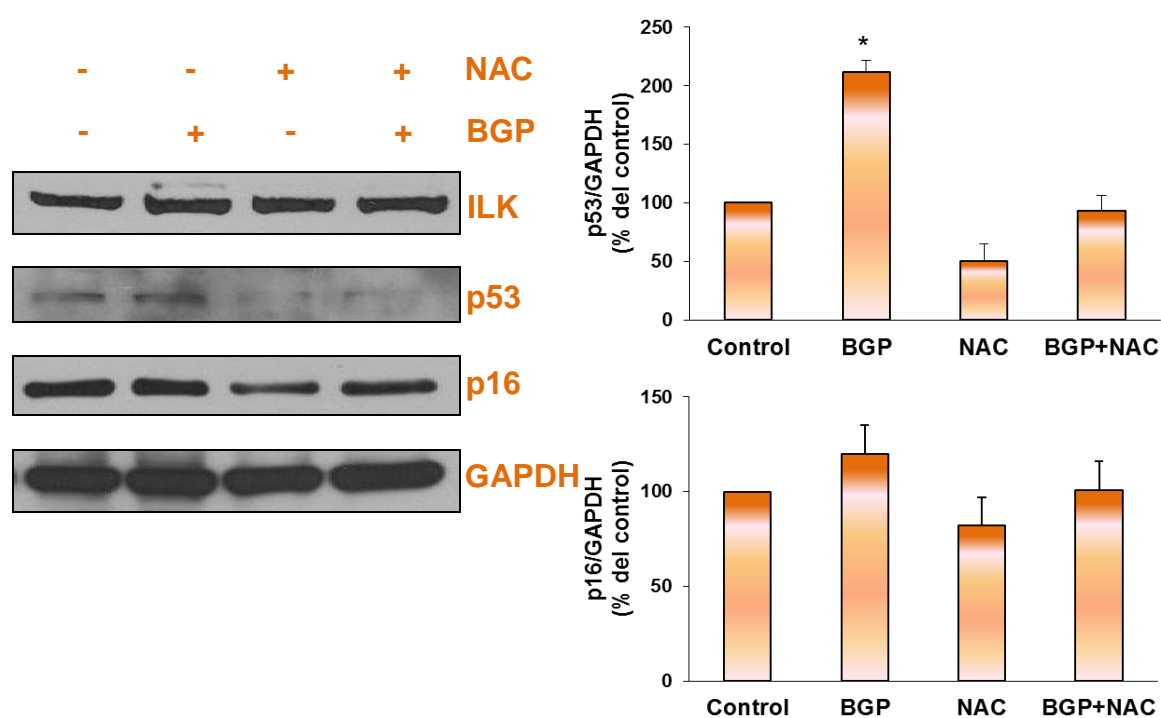 - - + + NAC
- + - + BGP
ILK
p53
p16
GAPDH
250
200
150
100
50
0
*
p53/GAPDH
(% del control)
Control BGP NAC BGP+NAC
150
100
50
0
p16/GAPDH
(% del control)
Control BGP NAC BGP+NAC